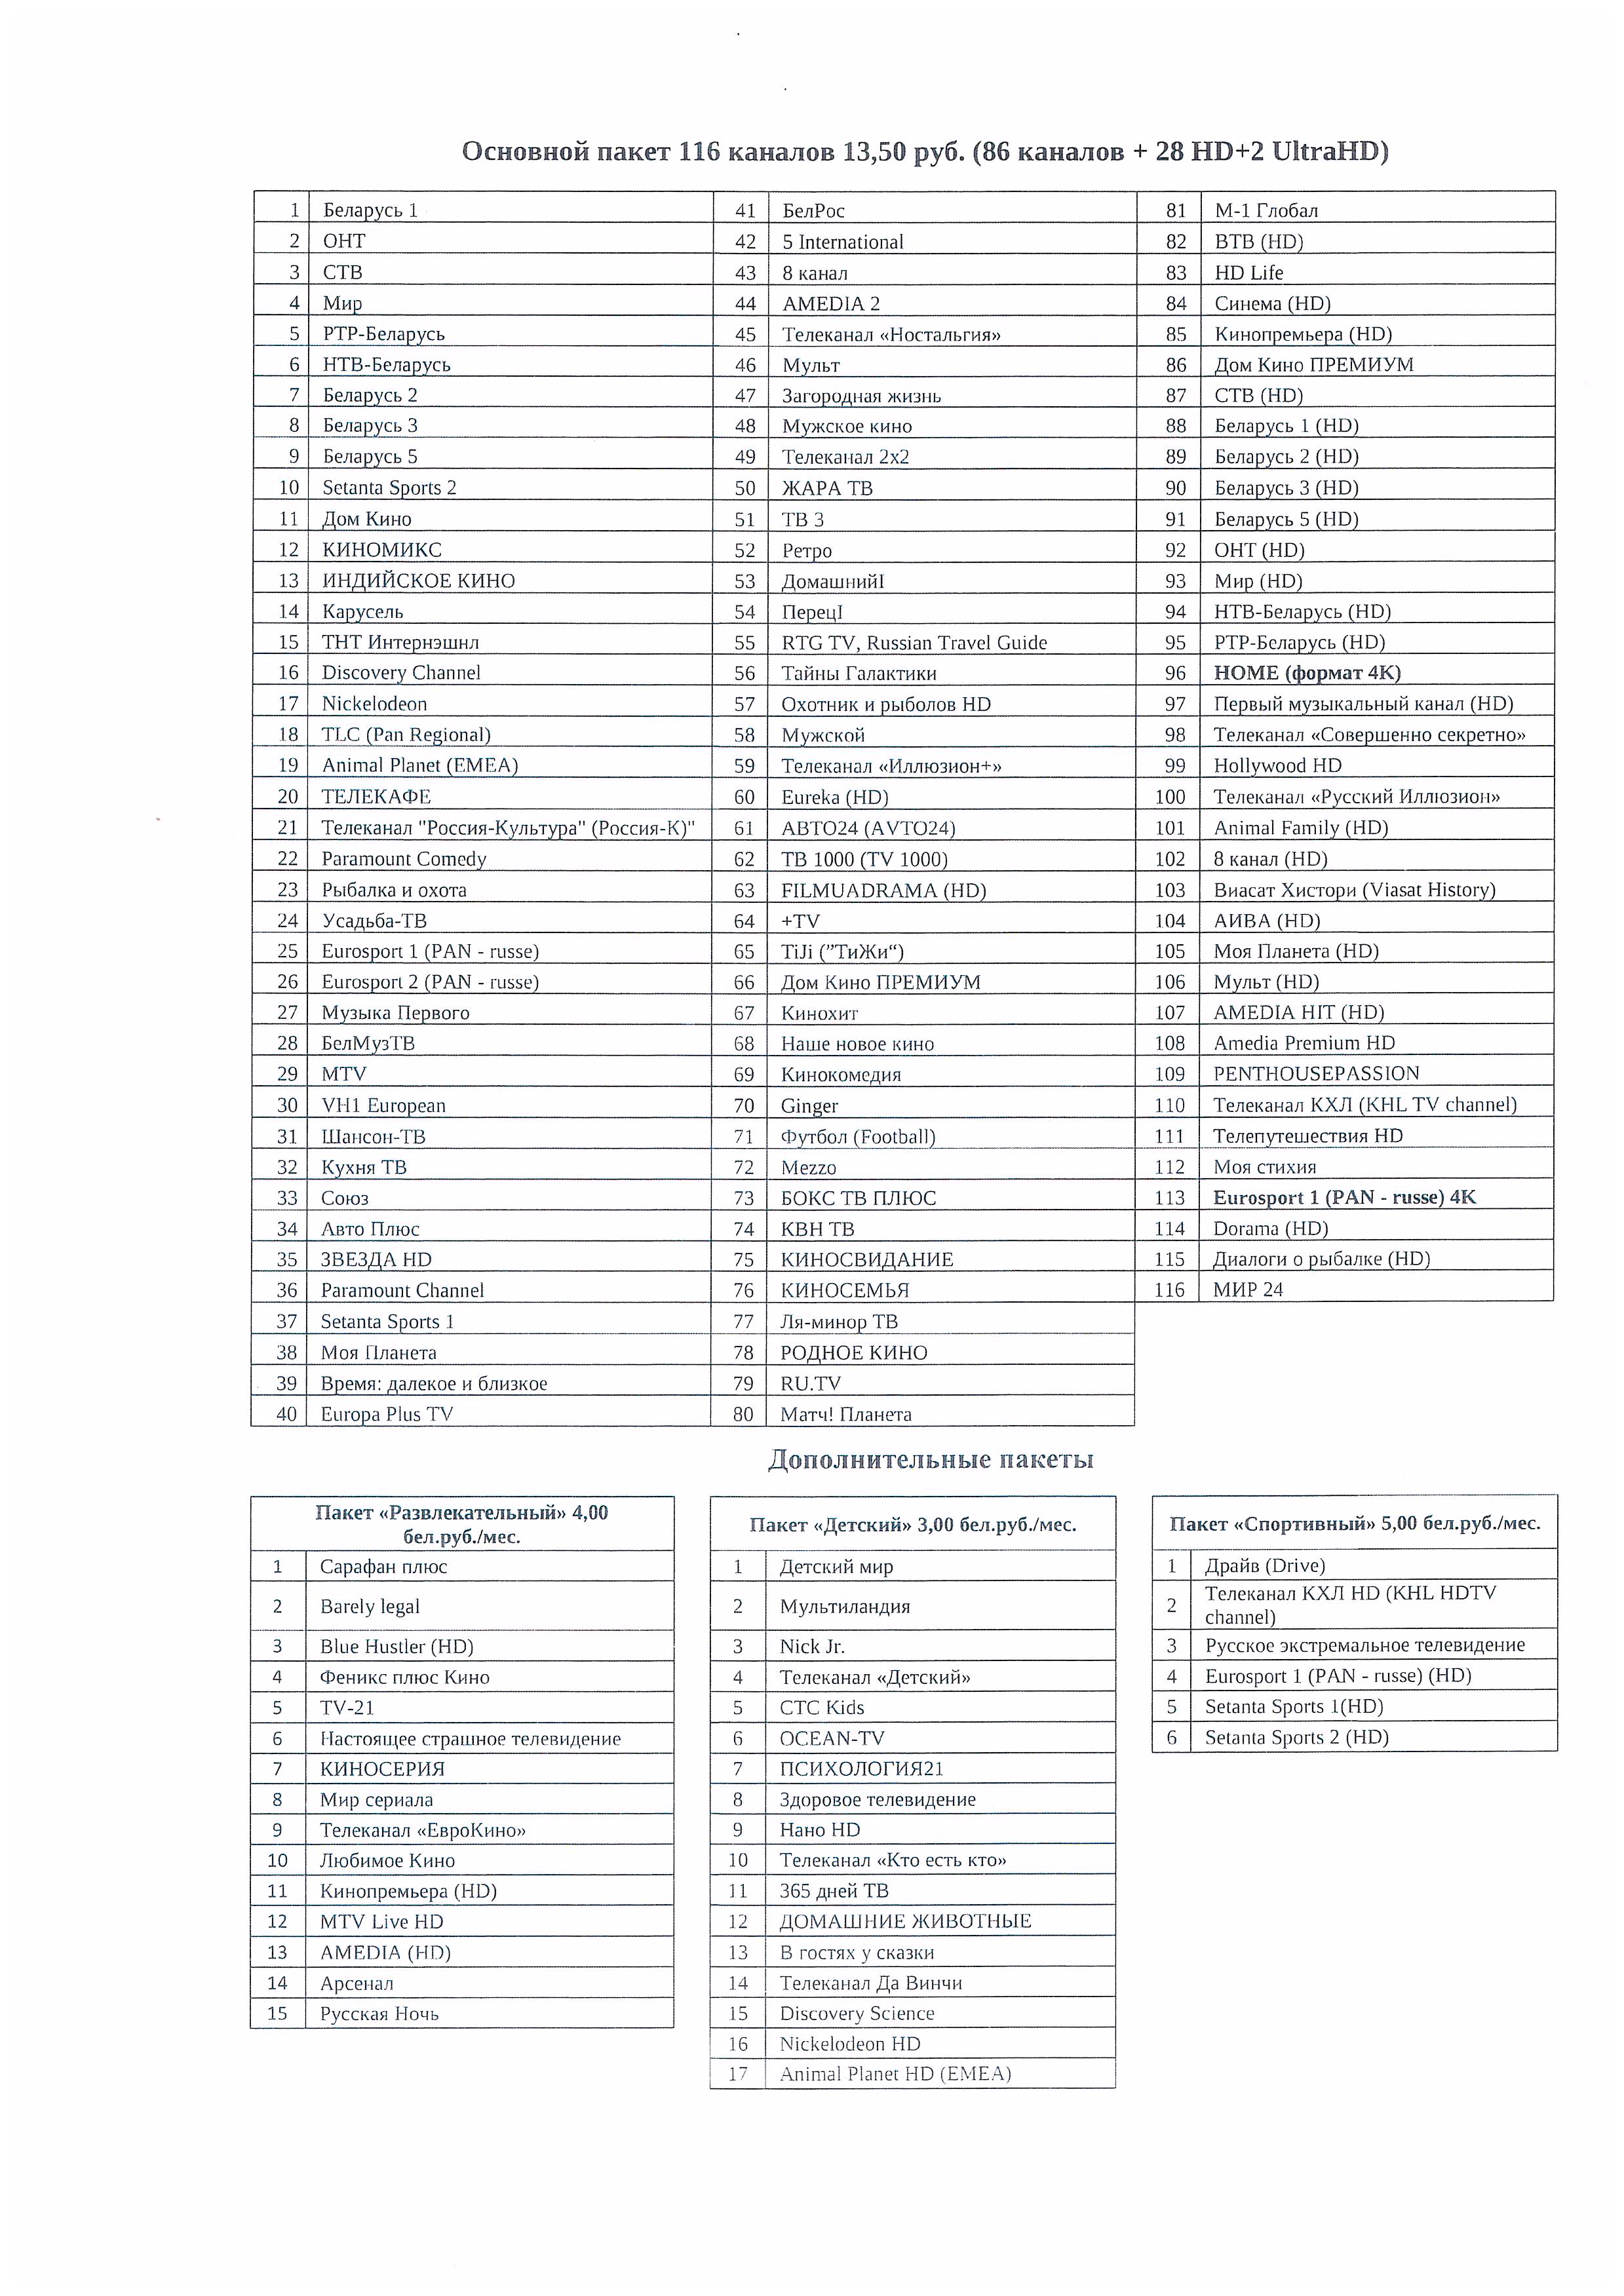 Основной пакет 116 каналов 13,50 руб. (86 каналов + 28 HD+2 UltraHD)
1 Беларусь 1 41 БелРос 81 М-1 Глобал
2 ОНТ 42 5 International 82 ВТВ (HD)
3 СТВ 43 8 канал 83 HD Life
4 Мир 44 AMEDIA 2 84 Синема (HD)
5 РТР-Беларусь 45 Телеканал «Ностальгия» 85 Кинопремьера (HD)
6 НТВ-Беларусь 46 Мульт 86 Дом Кино ПРЕМИУМ
7 Беларусь 2 47 Загородная жизнь 87 СТВ (HD)
8 Беларусь 3 48 Мужское кино 88 Беларусь 1 (HD)
9 Беларусь 5 49 Телеканал 2x2 89 Беларусь 2 (HD)
10 Setanta Sports 2 50 ЖАРА ТВ 90 Беларусь 3 (HD)
11 Дом Кино 51 ТВ 3 91 Беларусь 5 (HD)
12 КИНОМИКС 52 Ретро 92 ОНТ (HD)
13 ИНДИЙСКОЕ КИНО 53 ДомашнийI 93 Мир (HD)
14 Карусель 54 ПерецI 94 НТВ-Беларусь (HD)
15 ТНТ Интернэшнл 55 RTG TV, Russian Travel Guide 95 РТР-Беларусь (HD)
16 Discovery Channel 56 Тайны Галактики 96 HOME (формат 4K)
17 Nickelodeon 57 Охотник и рыболов HD 97 Первый музыкальный канал (HD)
18 TLC (Pan Regional) 58 Мужской 98 Телеканал «Совершенно секретно»
19 Animal Planet (EMEA) 59 Телеканал «Иллюзион+» 99 Hollywood HD
20 ТЕЛЕКАФЕ 60 Eureka (HD) 100 Телеканал «Русский Иллюзион»
21 Телеканал "Россия-Культура" (Россия-К)" 61 АВТО24 (AVTO24) 101 Animal Family (HD)
22 Paramount Comedy 62 ТВ 1000 (TV 1000) 102 8 канал (HD)
23 Рыбалка и охота 63 FILMUADRAMA (HD) 103 Виасат Хистори (Viasat History)
24 Усадьба-ТВ 64 +TV 104 АИВА (HD)
25 Eurosport 1 (PAN - russe) 65 TiJi (”ТиЖи“) 105 Моя Планета (HD)
26 Eurosport 2 (PAN - russe) 66 Дом Кино ПРЕМИУМ 106 Мульт (HD)
27 Музыка Первого 67 Кинохит 107 AMEDIA HIT (HD)
28 БелМузТВ 68 Наше новое кино 108 Amedia Premium HD
29 MTV 69 Кинокомедия 109 PENTHOUSEPASSION
30 VH1 European 70 Ginger 110 Телеканал КХЛ (KHL TV channel)
31 Шансон-ТВ 71 Футбол (Football) 111 Телепутешествия HD
32 Кухня ТВ 72 Mezzo 112 Моя стихия
33 Союз 73 БОКС ТВ ПЛЮС 113 Eurosport 1 (PAN - russe) 4K
34 Авто Плюс 74 КВН ТВ 114 Dorama (HD)
35 ЗВЕЗДА HD 75 КИНОСВИДАНИЕ 115 Диалоги о рыбалке (HD)
36 Paramount Channel 76 КИНОСЕМЬЯ 116 МИР 24
37 Setanta Sports 1 77 Ля-минор ТВ
38 Моя Планета 78 РОДНОЕ КИНО
39 Время: далекое и близкое 79 RU.TV
40 Europa Plus TV 80 Матч! Планета
Дополнительные пакеты
Пакет «Развлекательный» 4,00
бел.руб./мес.
1 Сарафан плюс
2 Barely legal
3 Blue Hustler (HD)
4 Феникс плюс Кино
5 TV-21
6 Настоящее страшное телевидение
7 КИНОСЕРИЯ
8 Мир сериала
9 Телеканал «ЕвроКино»
10 Любимое Кино
11 Кинопремьера (HD)
12 MTV Live HD
13 AMEDIA (HD)
14 Арсенал
15 Русская Ночь
Пакет «Детский» 3,00 бел.руб./мес.
1 Детский мир
2 Мультиландия
3 Nick Jr.
4 Телеканал «Детский»
5 СТС Kids
6 OCEAN-TV
7 ПСИХОЛОГИЯ21
8 Здоровое телевидение
9 Нано HD
10 Телеканал «Кто есть кто»
11 365 дней ТВ
12 ДОМАШНИЕ ЖИВОТНЫЕ
13 В гостях у сказки
14 Телеканал Да Винчи
15 Discovery Science
16 Nickelodeon HD
17 Animal Planet HD (EMEA)
Пакет «Спортивный» 5,00 бел.руб./мес.
1 Драйв (Drive)
2 Телеканал КХЛ HD (KHL HDTV
channel)
3 Русское экстремальное телевидение
4 Eurosport 1 (PAN - russe) (HD)
5 Setanta Sports 1(HD)
6 Setanta Sports 2 (HD)